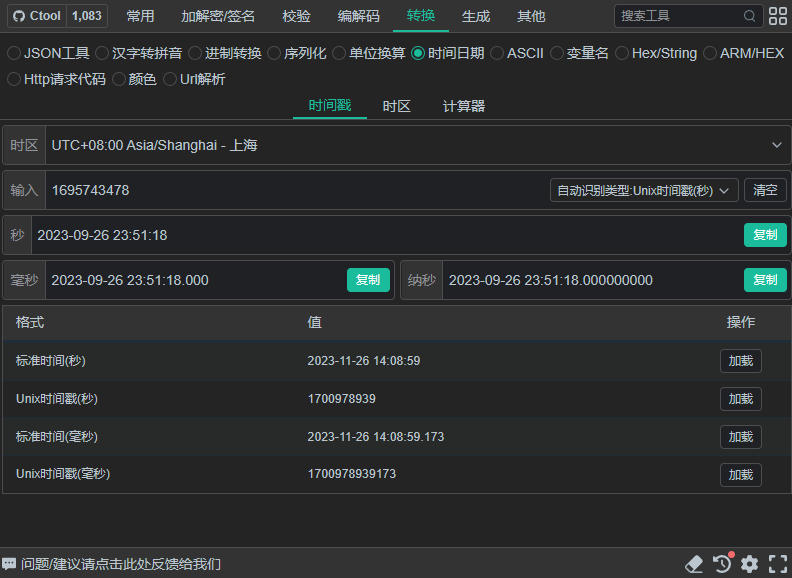 Ctool 1,083 常用 加解密/签名 校验 编解码 转换 生成 其他 搜索工具
JSON工具 汉字转拼音 进制转换 序列化 单位换算 时间日期 ASCII 变量名 Hex/String ARM/HEX
Http请求代码 颜色 Url解析
时间戳 时区 计算器
时区 UTC+08:00 Asia/Shanghai - 上海
输入 1695743478 自动识别类型:Unix时间戳(秒) 清空
秒 2023-09-26 23:51:18 复制
毫秒 2023-09-26 23:51:18.000 复制 纳秒 2023-09-26 23:51:18.000000000 复制
格式 值 操作
标准时间(秒) 2023-11-26 14:08:59 加载
Unix时间戳(秒) 1700978939 加载
标准时间(毫秒) 2023-11-26 14:08:59.173 加载
Unix时间戳(毫秒) 1700978939173 加载
问题/建议请点击此处反馈给我们